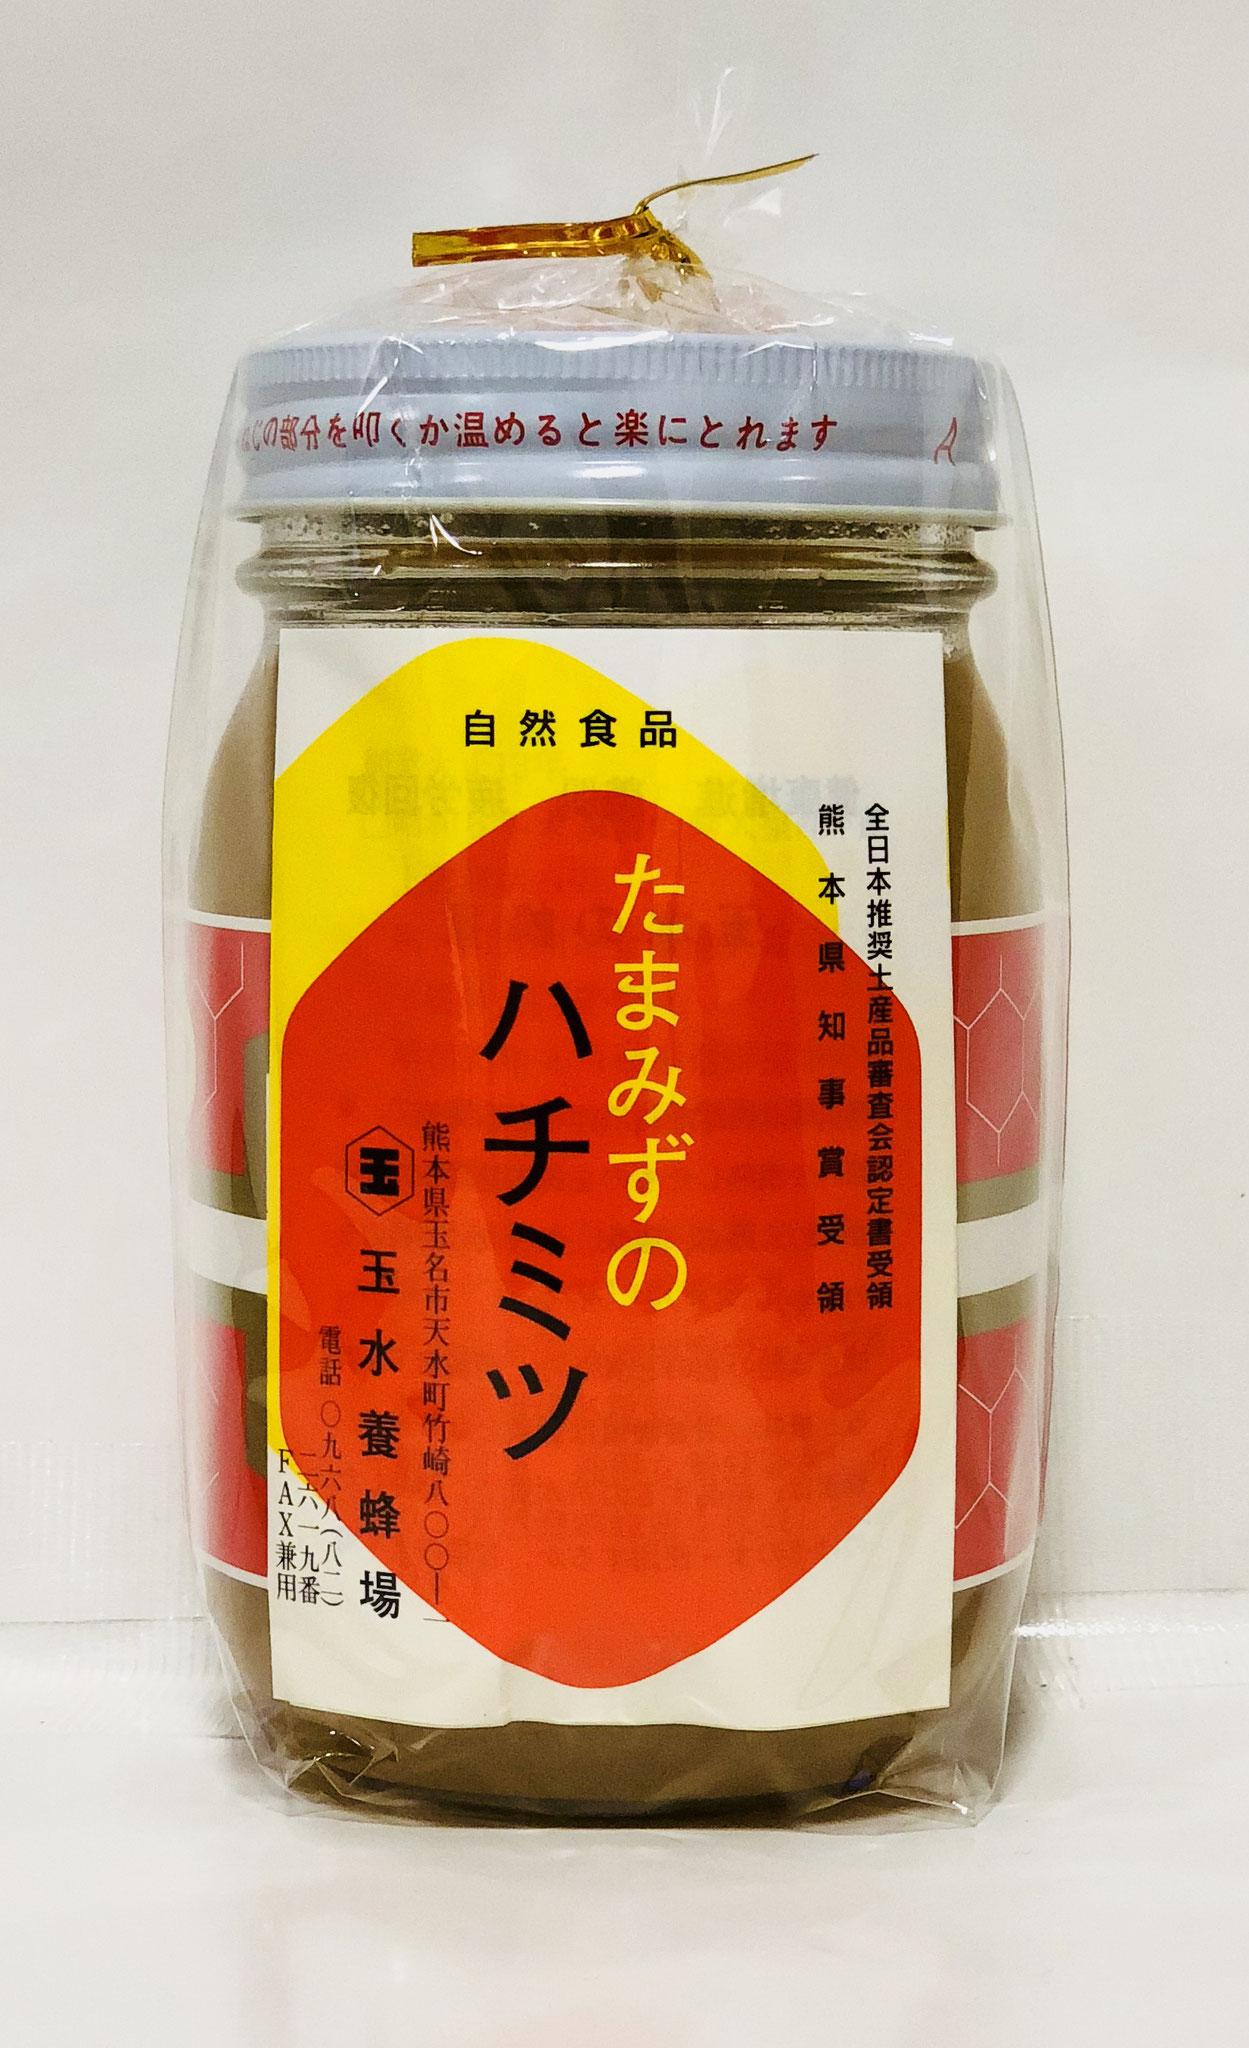 ねじの部分を叩くか温めると楽にとれます
A
自然食品
全日本推奨土産品審査会認定書受領
熊本県知事賞受領
たまみずの
ハチミツ
熊本県玉名市天水町竹崎八〇〇ー一
玉
玉水養蜂場
電話 〇九六八(八二)
二六一九番
FAX兼用